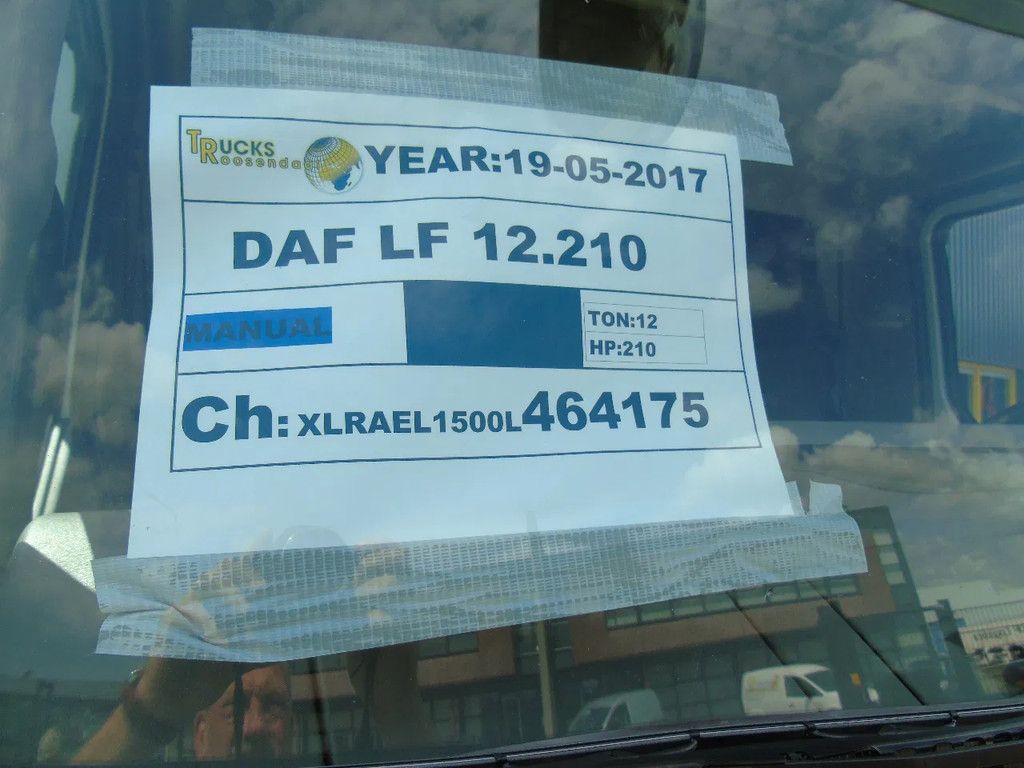 TRUCKS
Roosenda
YEAR:19-05-2017
DAF LF 12.210
MANUAL
TON:12
HP:210
Ch: XLRAEL1500L464175